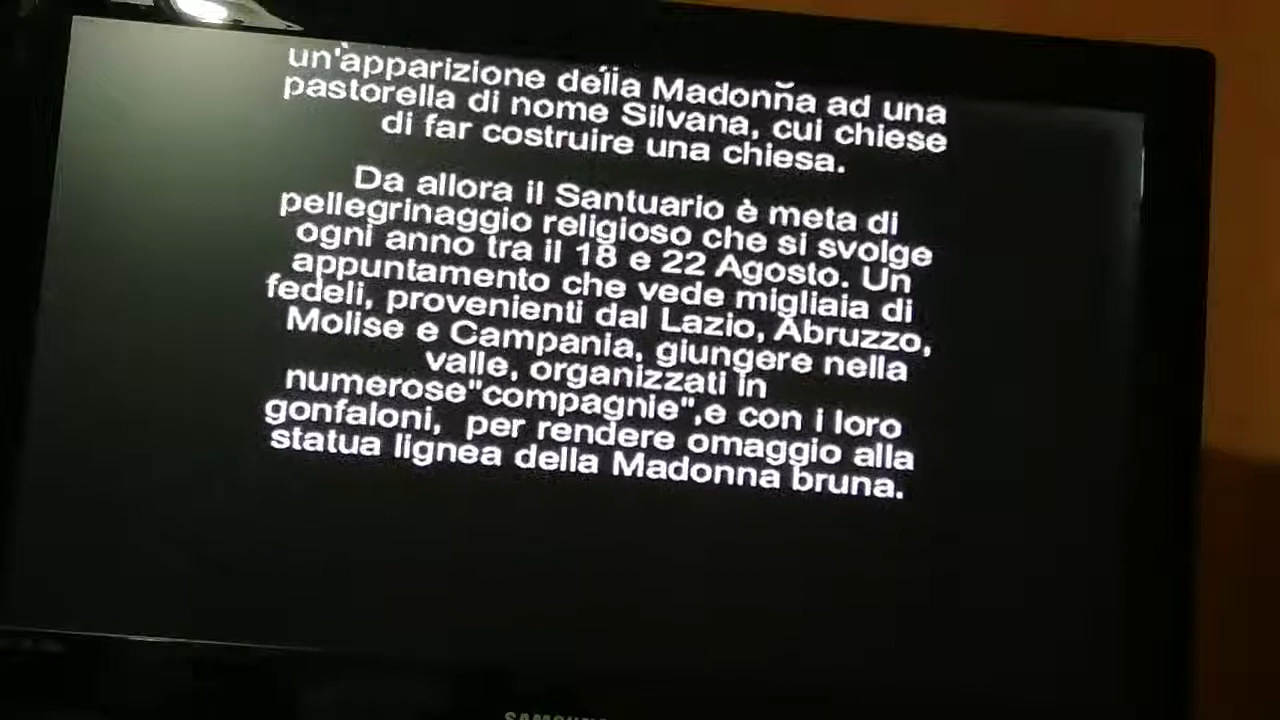 un'apparizione della Madonna ad una
pastorella di nome Silvana, cui chiese
di far costruire una chiesa.
Da allora il Santuario è meta di
pellegrinaggio religioso che si svolge
ogni anno tra il 18 e 22 Agosto. Un
appuntamento che vede migliaia di
fedeli, provenienti dal Lazio, Abruzzo,
Molise e Campania, giungere nella
valle, organizzati in
numerose"compagnie",e con i loro
gonfaloni, per rendere omaggio alla
statua lignea della Madonna bruna.
SAMSUNG